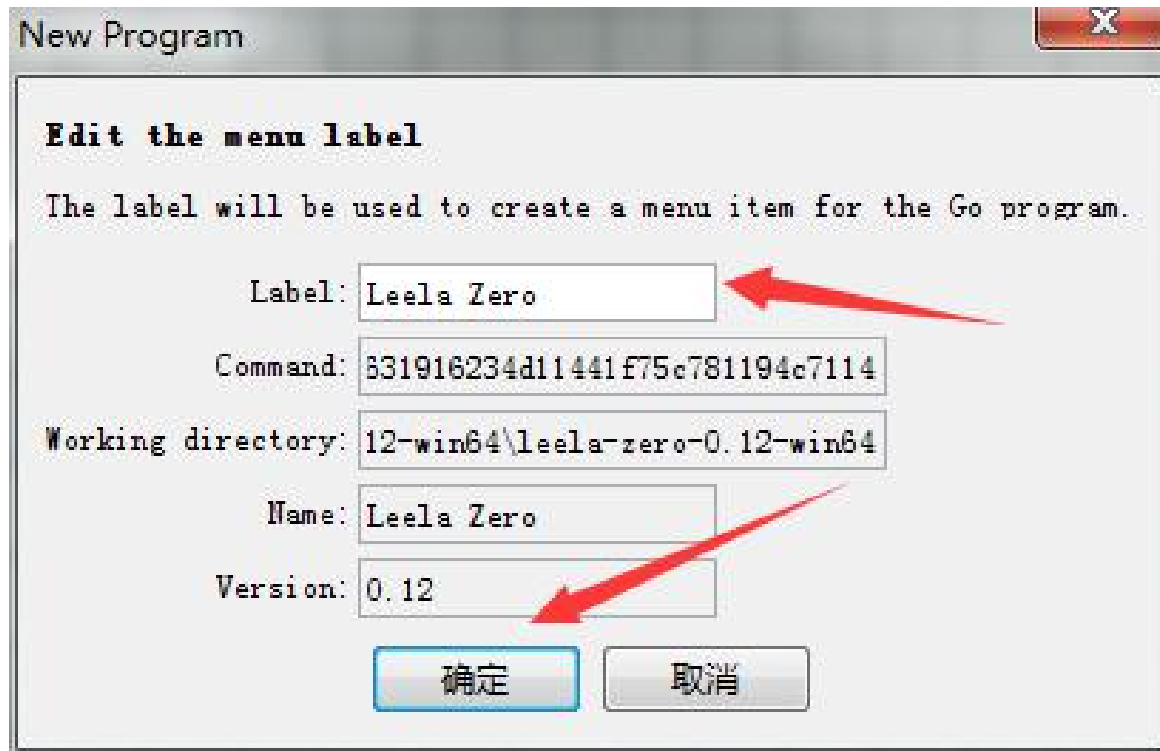 New Program
Edit the menu label
The label will be used to create a menu item for the Go program.
Label: Leela Zero
Command: 631916234d11441f75c781194c7114
Working directory: 12-win64\leela-zero-0.12-win64
Name: Leela Zero
Version: 0.12
确定 取消